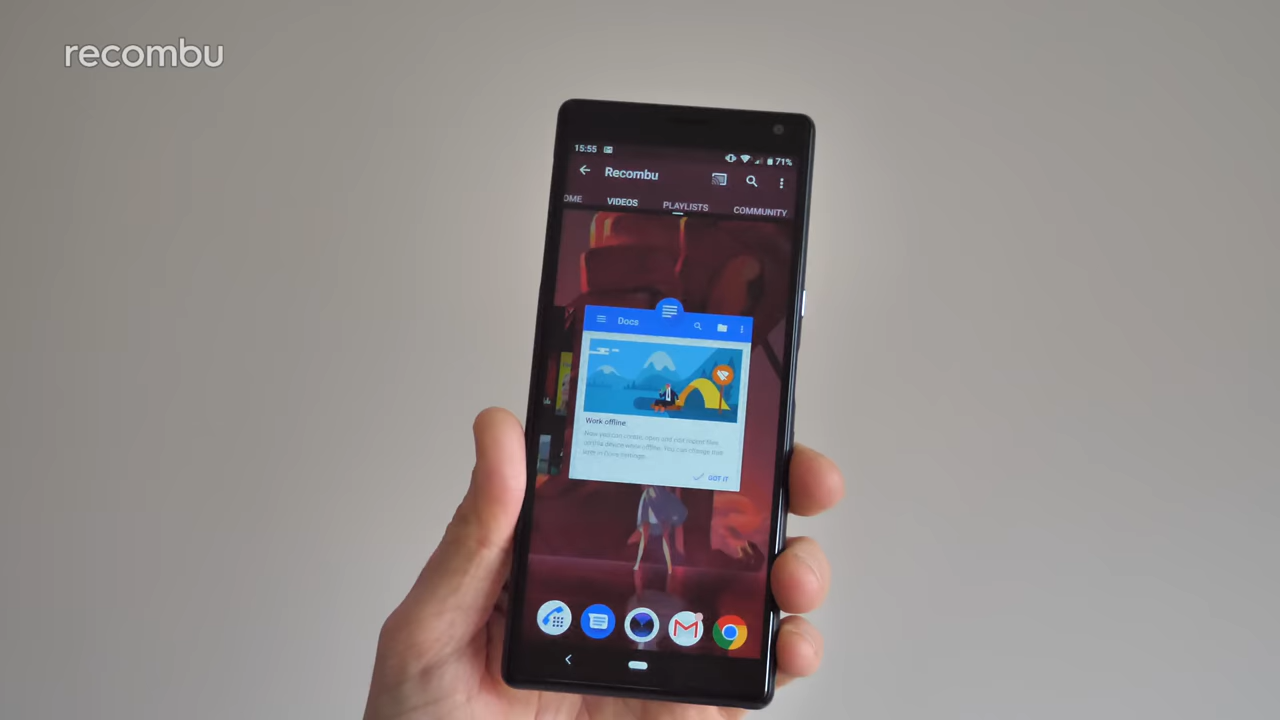 recombu
15:55 71%
Recombu
OME VIDEOS PLAYLISTS COMMUNITY
Docs
Work offline
GOT IT